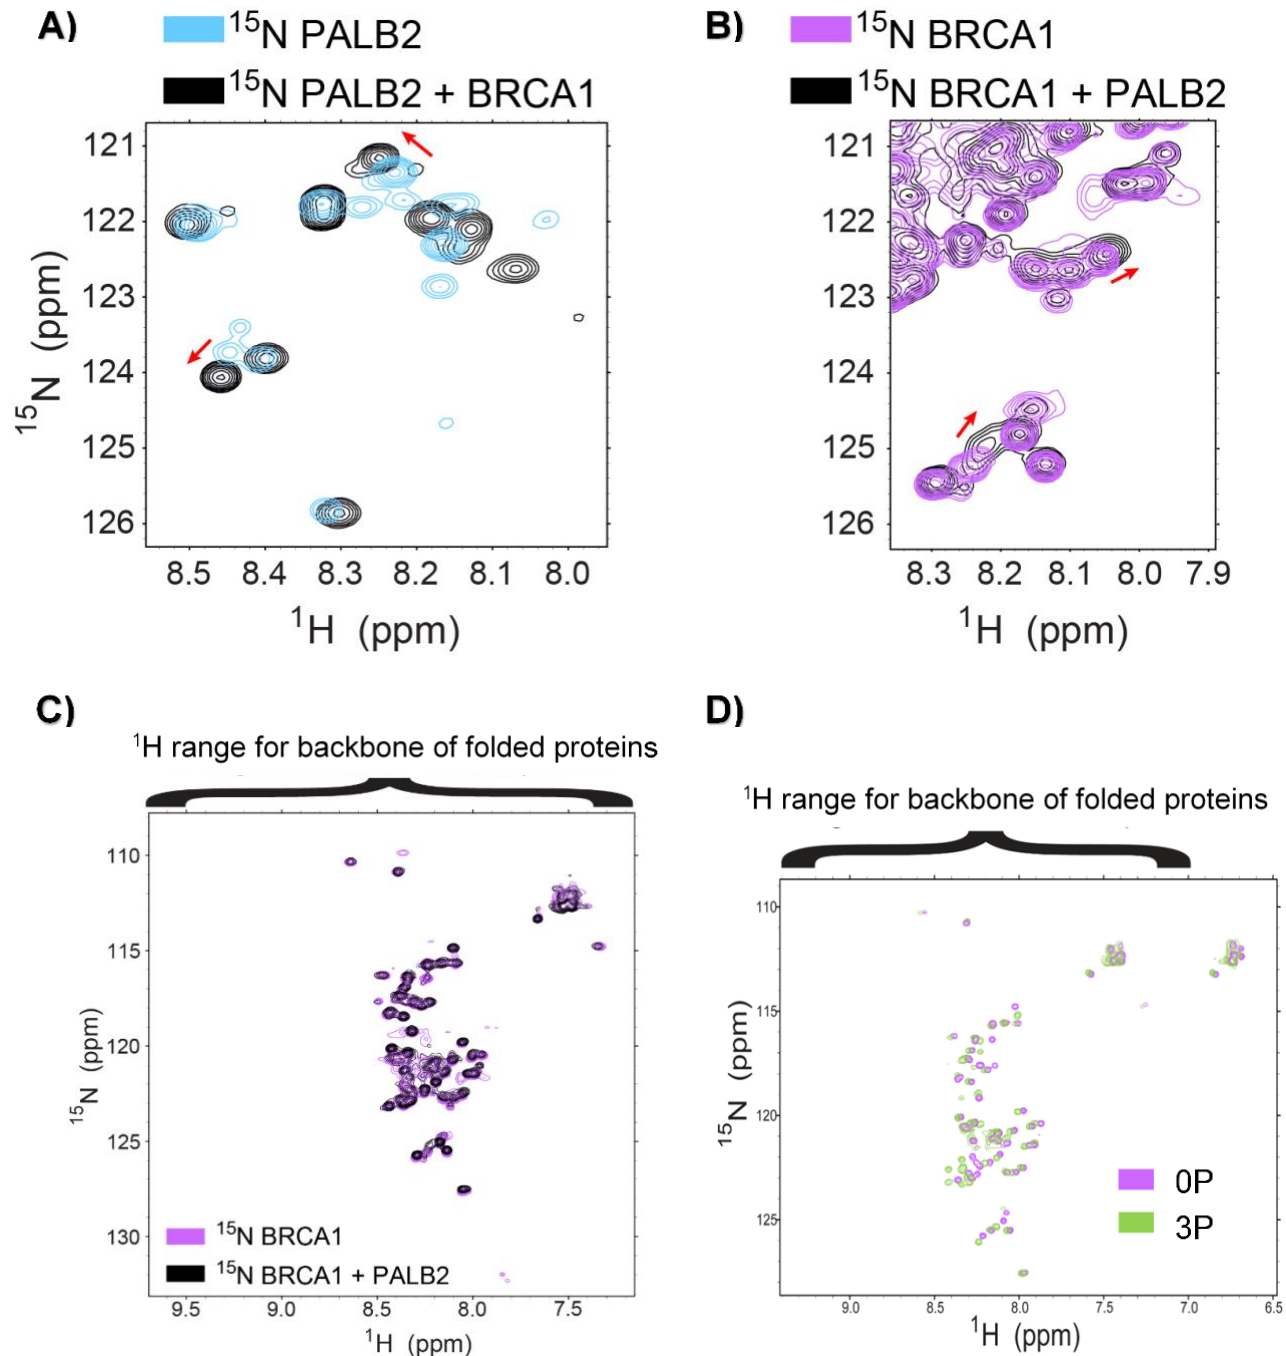 A)
15N PALB2
15N PALB2 + BRCA1
121
122
123
124
125
126
15N (ppm)
8.5 8.4 8.3 8.2 8.1 8.0
1H (ppm)
B)
15N BRCA1
15N BRCA1 + PALB2
121
122
123
124
125
126
8.3 8.2 8.1 8.0 7.9
1H (ppm)
C)
1H range for backbone of folded proteins
110
115
120
125
130
15N (ppm)
15N BRCA1
15N BRCA1 + PALB2
9.5 9.0 8.5 8.0 7.5
1H (ppm)
D)
1H range for backbone of folded proteins
110
115
120
125
15N (ppm)
0P
3P
9.0 8.5 8.0 7.5 7.0 6.5
1H (ppm)